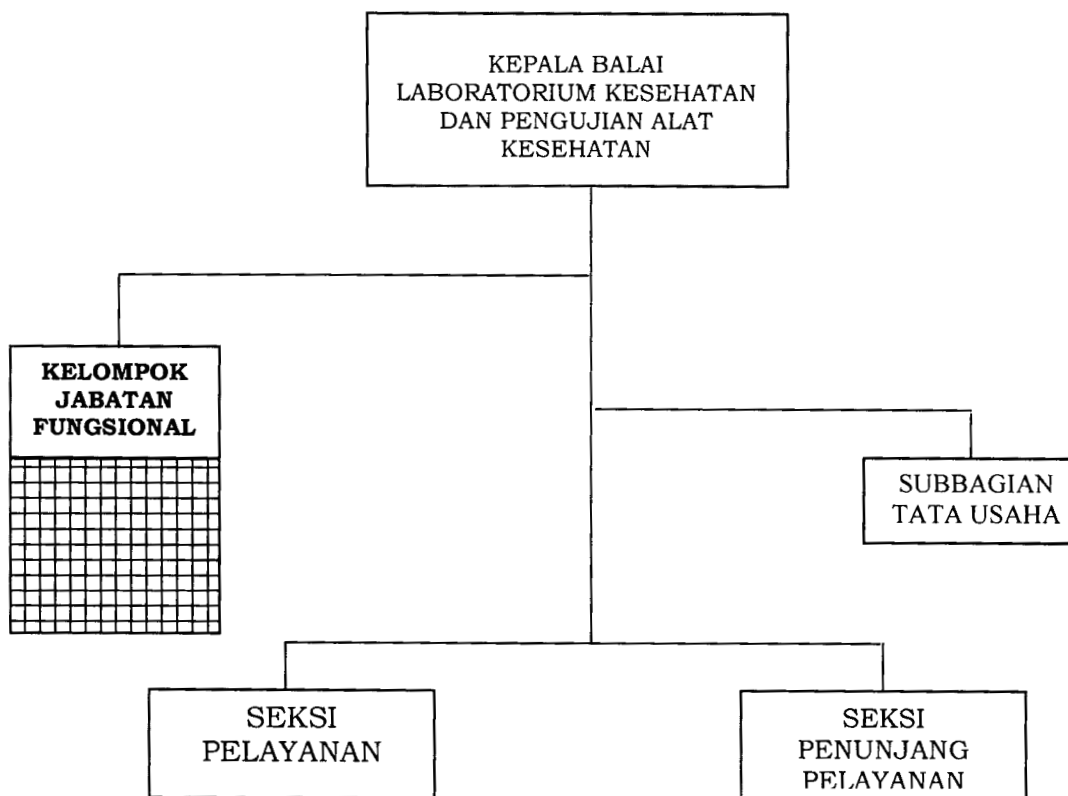 KEPALA BALAI
LABORATORIUM KESEHATAN
DAN PENGUJIAN ALAT
KESEHATAN
KELOMPOK
JABATAN
FUNGSIONAL
SUBBAGIAN
TATA USAHA
SEKSI
PELAYANAN
SEKSI
PENUNJANG
PELAYANAN